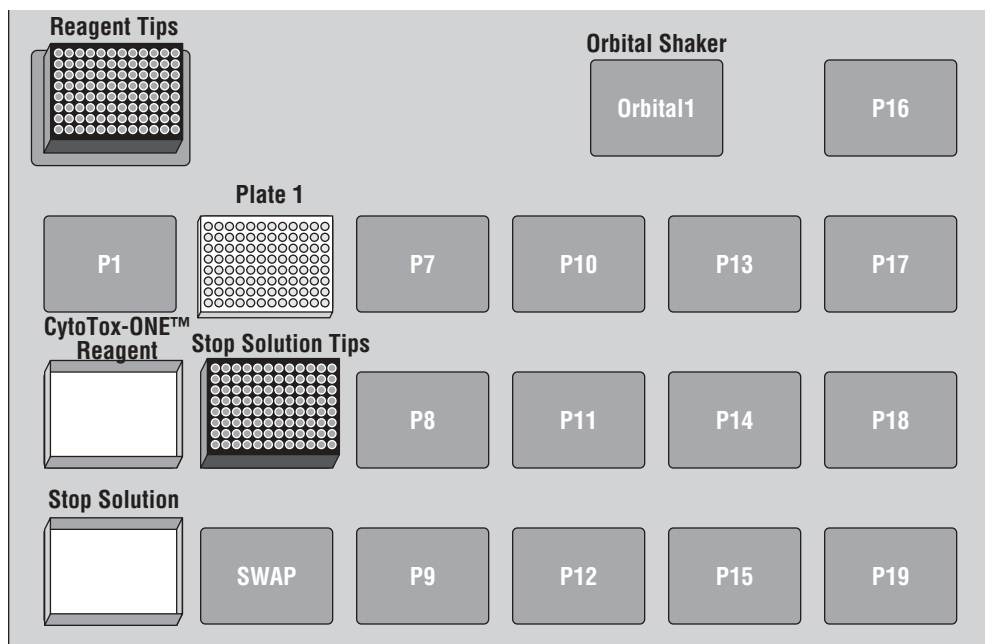 Reagent Tips
Orbital Shaker
Orbital1
P16
Plate 1
P1
P7
P10
P13
P17
CytoTox-ONE™
Reagent
Stop Solution Tips
P8
P11
P14
P18
Stop Solution
SWAP
P9
P12
P15
P19